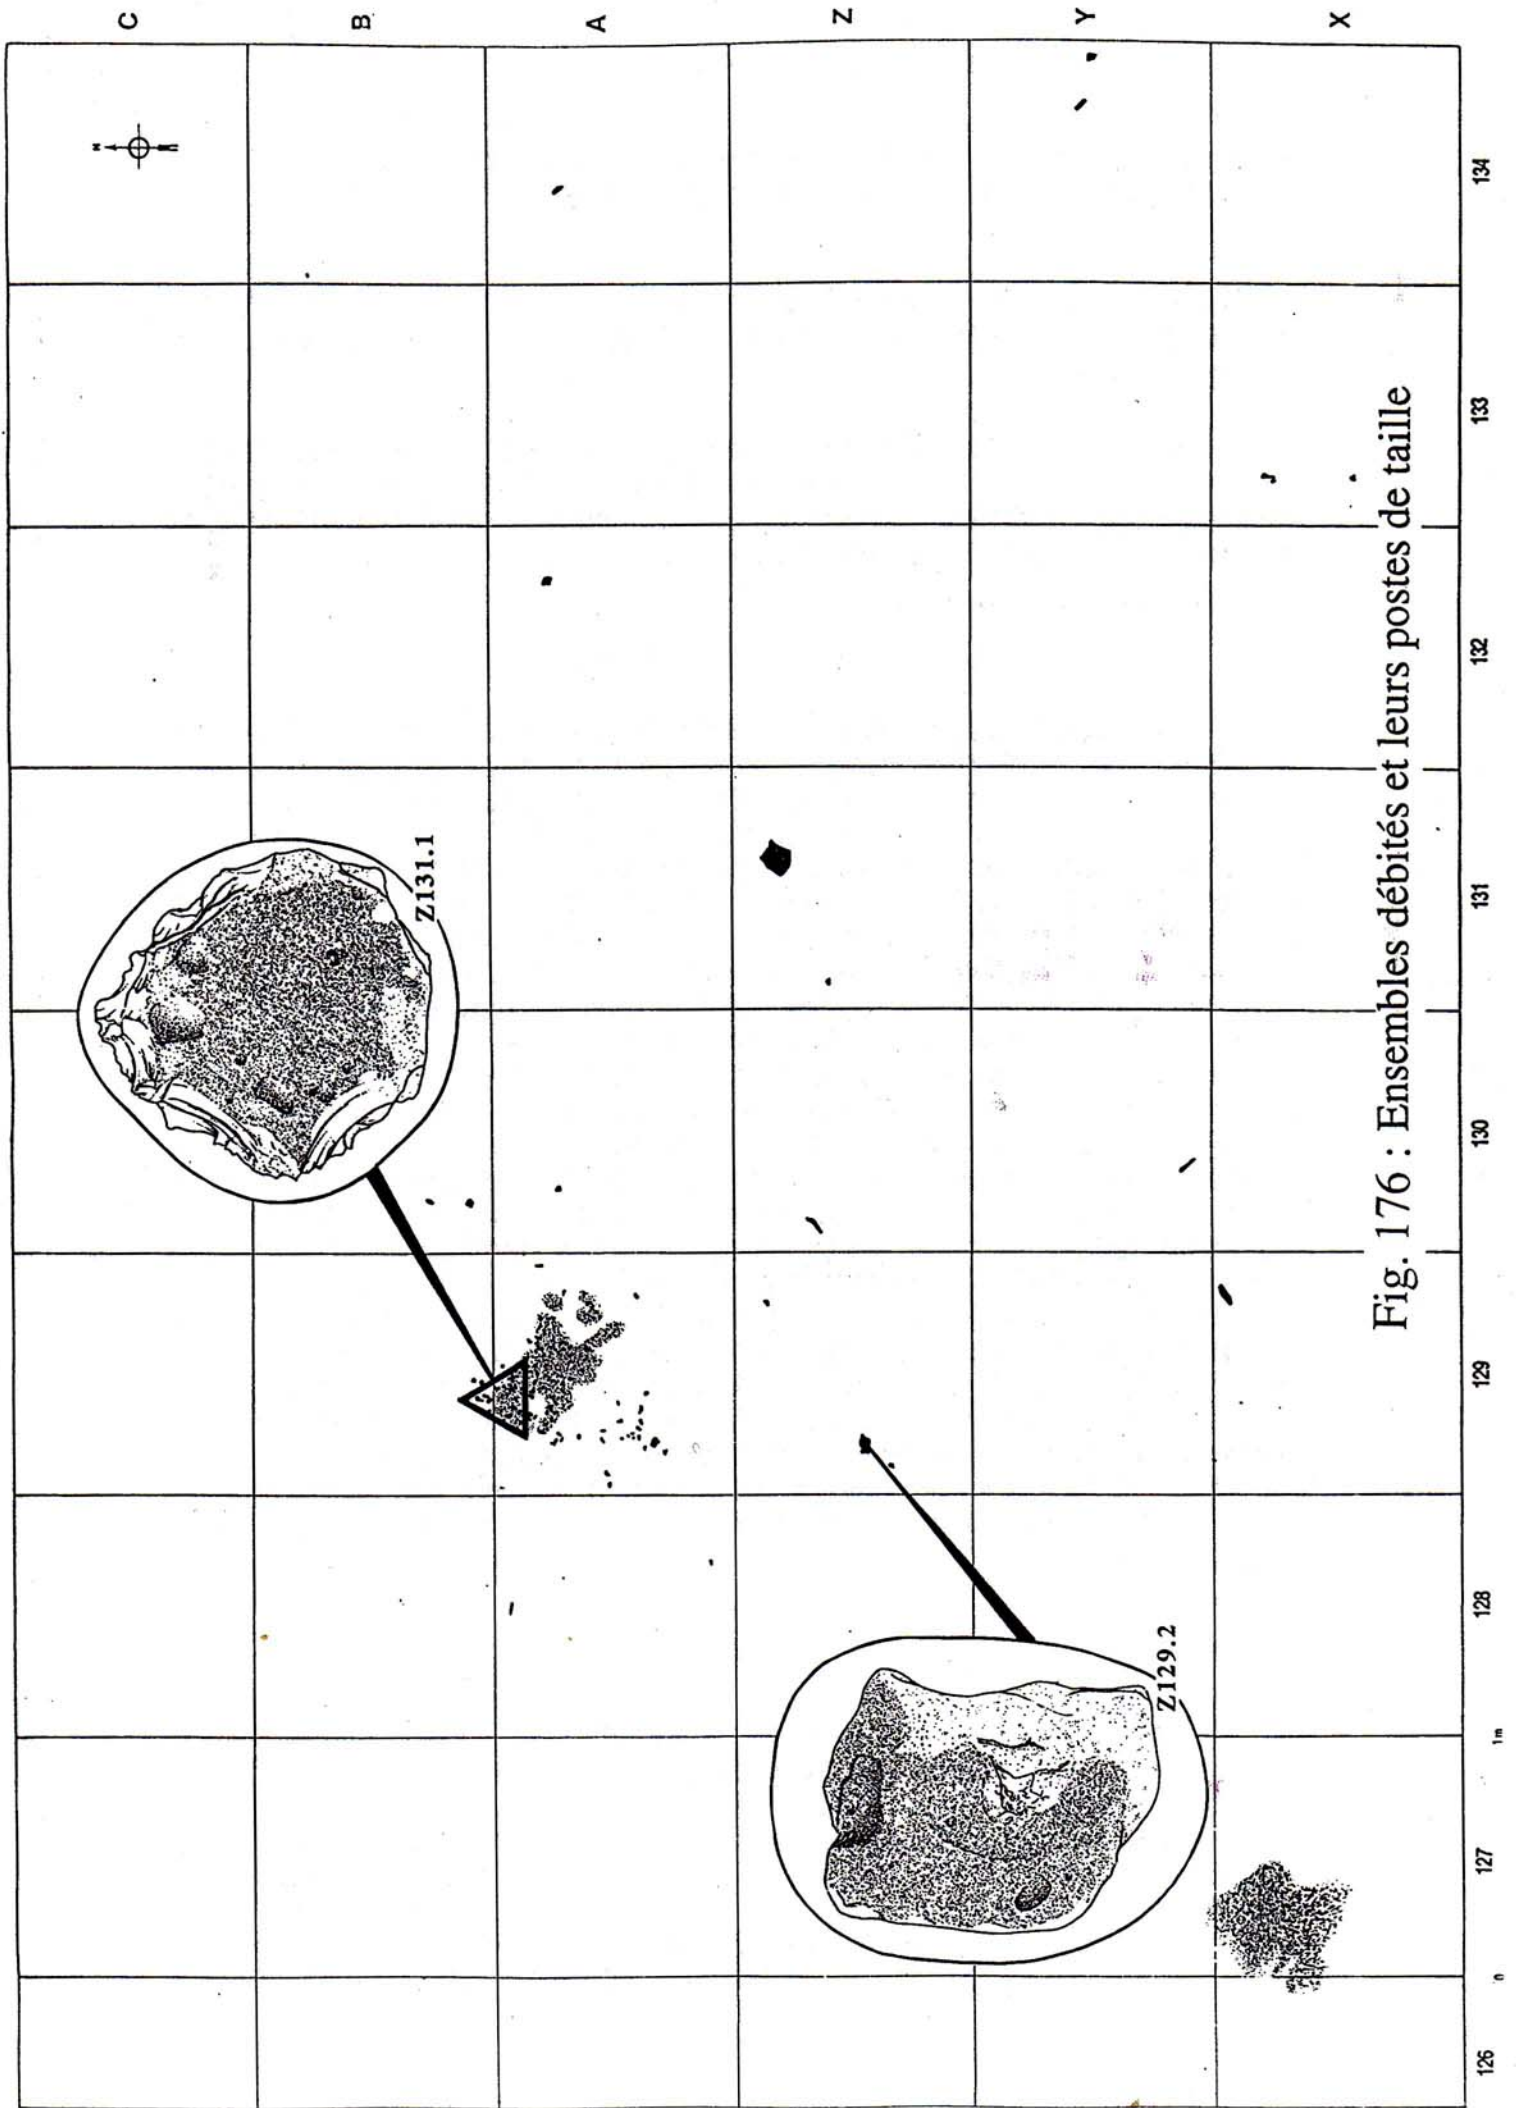 C
B
A
Z
Y
X
N
Z131.1
Z129.2
126
127
128
129
130
131
132
133
134
0
1m
Fig. 176 : Ensembles débités et leurs postes de taille